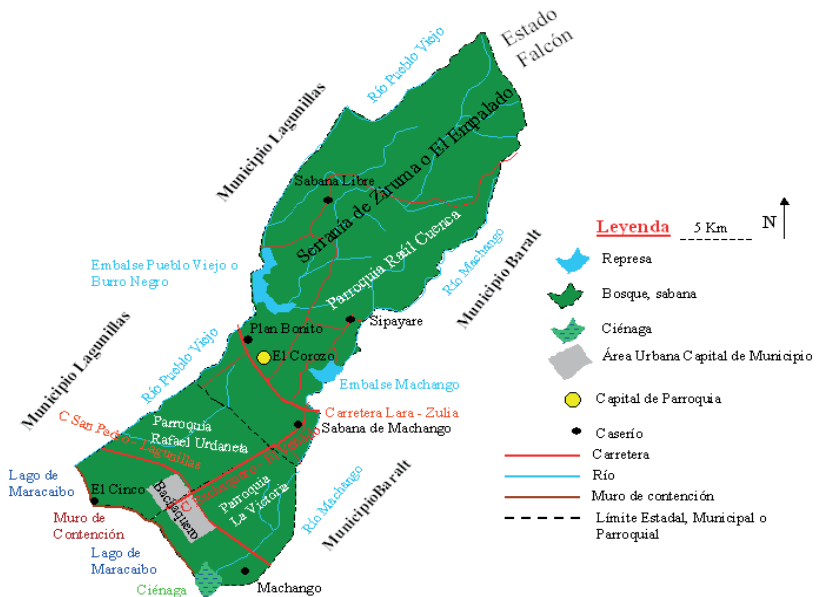 Estado
Falcón
Río Pueblo Viejo
Municipio Lagunillas
Sabana Libre
Serranía de Ziruma o El Empalado
Parroquia Raúl Cuenca
Río Machango
Municipio Baralt
Embalse Pueblo Viejo o
Burro Negro
Sipayare
Plan Bonito
El Corozo
Embalse Machango
Municipio Lagunillas
Río Pueblo Viejo
Carretera Lara - Zulia
Sabana de Machango
Parroquia
Rafael Urdaneta
C San Pedro - Lagunillas
C Bachaquero - El Venado
Parroquia
La Victoria
Bachaquero
Río Machango
Municipio Baralt
Lago de
Maracaibo
El Cinco
Muro de
Contención
Lago de
Maracaibo
Ciénaga
Machango
N
Leyenda
5 Km
Represa
Bosque, sabana
Ciénaga
Área Urbana Capital de Municipio
Capital de Parroquia
Caserío
Carretera
Río
Muro de contención
Límite Estadal, Municipal o
Parroquial